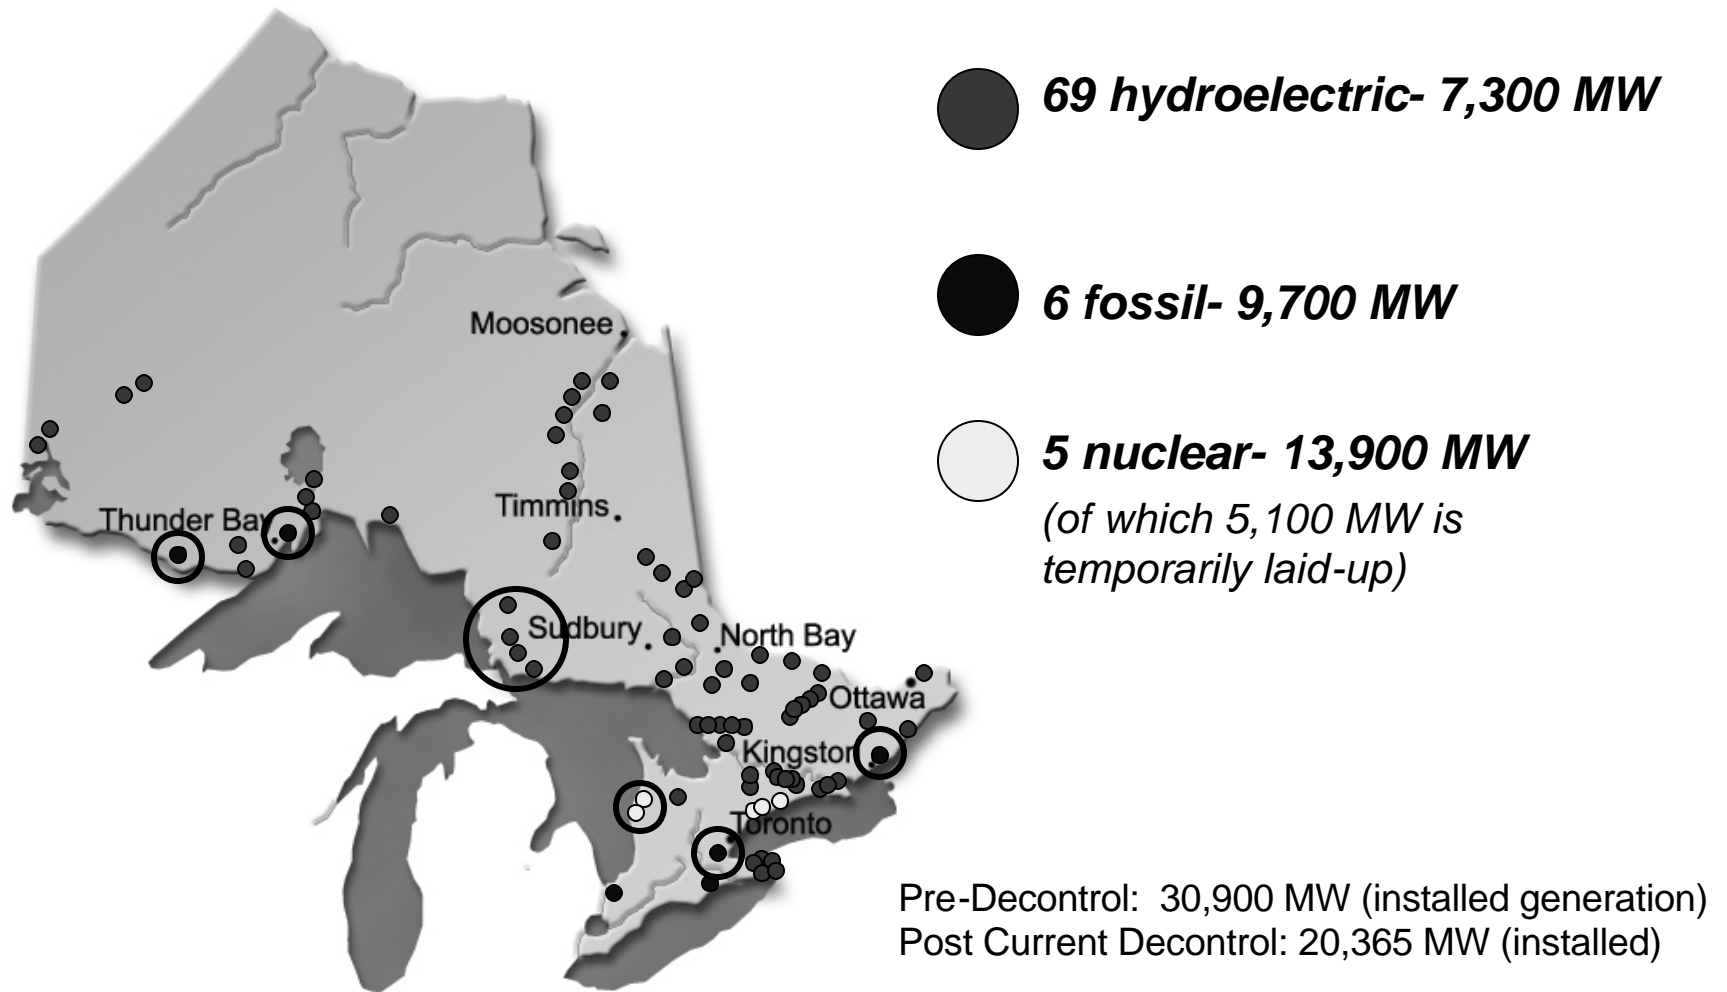 69 hydroelectric- 7,300 MW
6 fossil- 9,700 MW
Moosonee
5 nuclear- 13,900 MW
(of which 5,100 MW is
temporarily laid-up)
Timmins
Thunder Bay
Sudbury
North Bay
Ottawa
Kingston
Toronto
Pre-Decontrol: 30,900 MW (installed generation)
Post Current Decontrol: 20,365 MW (installed)